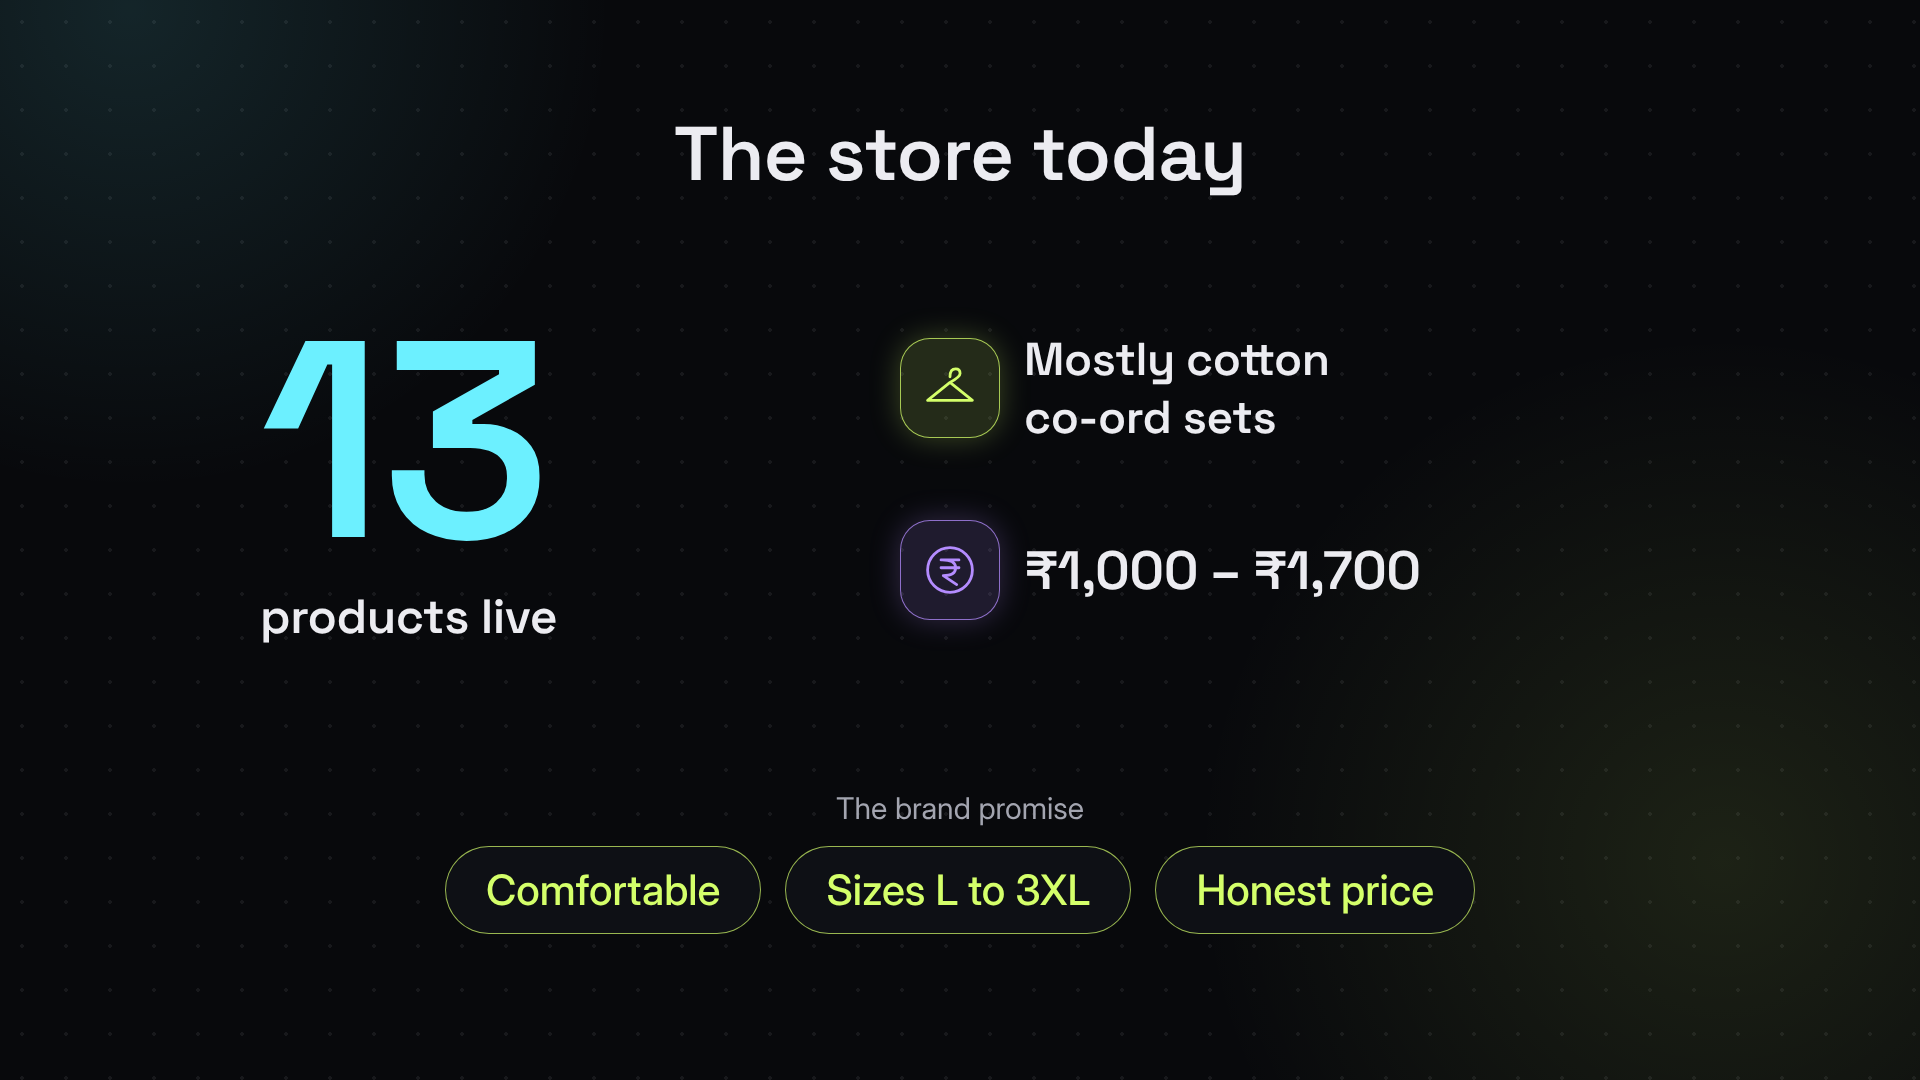 The store today
13
products live
Mostly cotton
co-ord sets
₹1,000 – ₹1,700
The brand promise
Comfortable
Sizes L to 3XL
Honest price